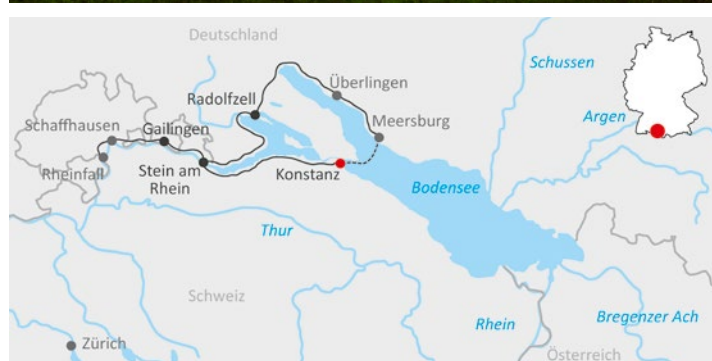 Deutschland
Schussen
Überlingen
Radolfzell
Argen
Schaffhausen
Gailingen
Meersburg
Rheinfall
Stein am
Rhein
Konstanz
Bodensee
Thur
Schweiz
Rhein
Bregenzer Ach
Zürich
Österreich